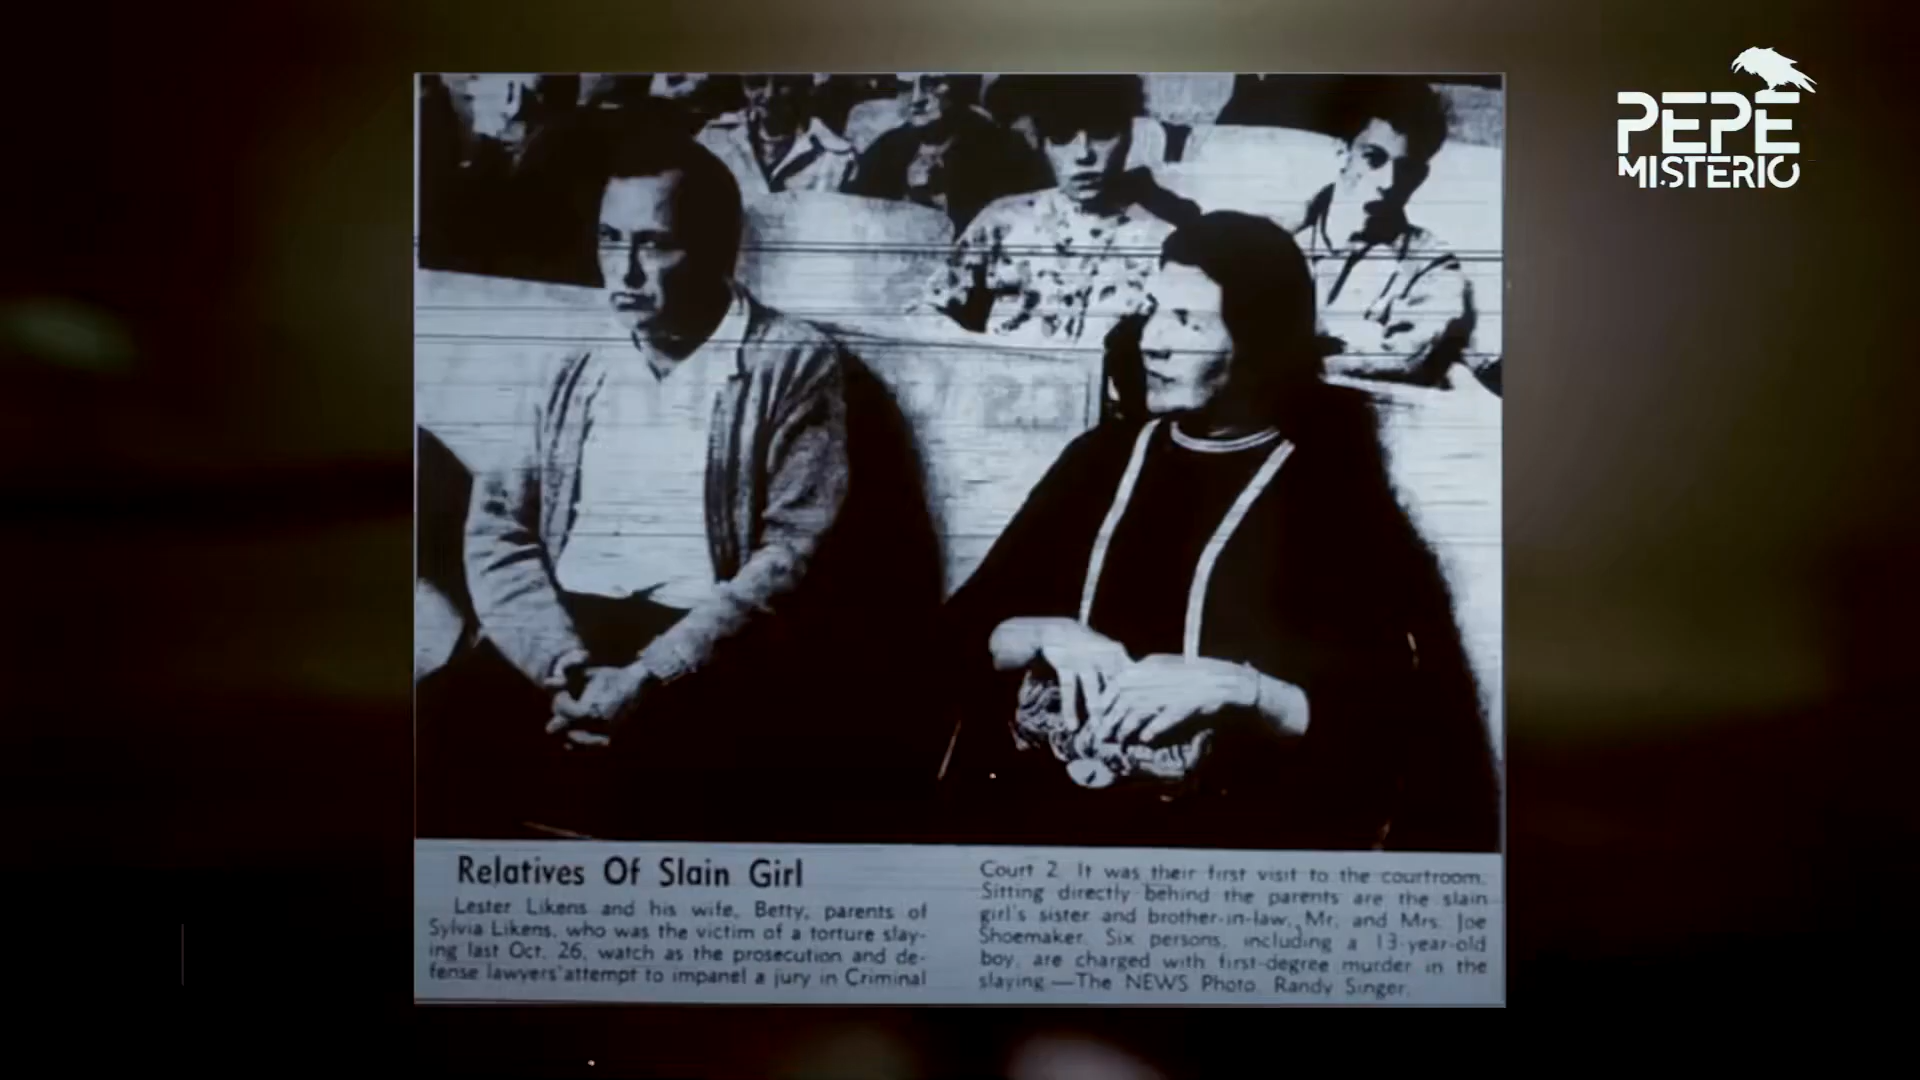 PEPE
MISTERIO
Relatives Of Slain Girl
Lester Likens and his wife, Betty, parents of
Sylvia Likens, who was the victim of a torture slay-
ing last Oct. 26, watch as the prosecution and de-
fense lawyers attempt to impanel a jury in Criminal
Court 2. It was their first visit to the courtroom.
Sitting directly behind the parents are the slain
girl's sister and brother-in-law, Mr. and Mrs. Joe
Shoemaker. Six persons, including a 13-year-old
boy, are charged with first-degree murder in the
slaying.—The NEWS Photo, Randy Singer.